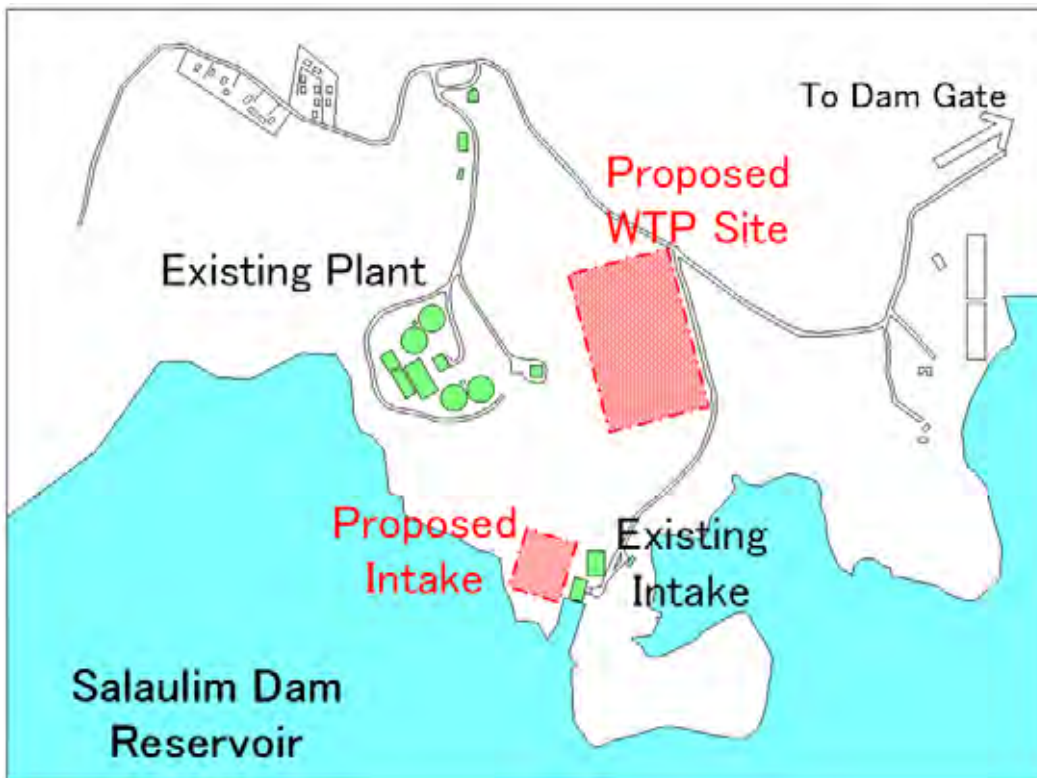 To Dam Gate
Proposed
WTP Site
Existing Plant
Proposed
Intake
Existing
Intake
Salaulim Dam
Reservoir